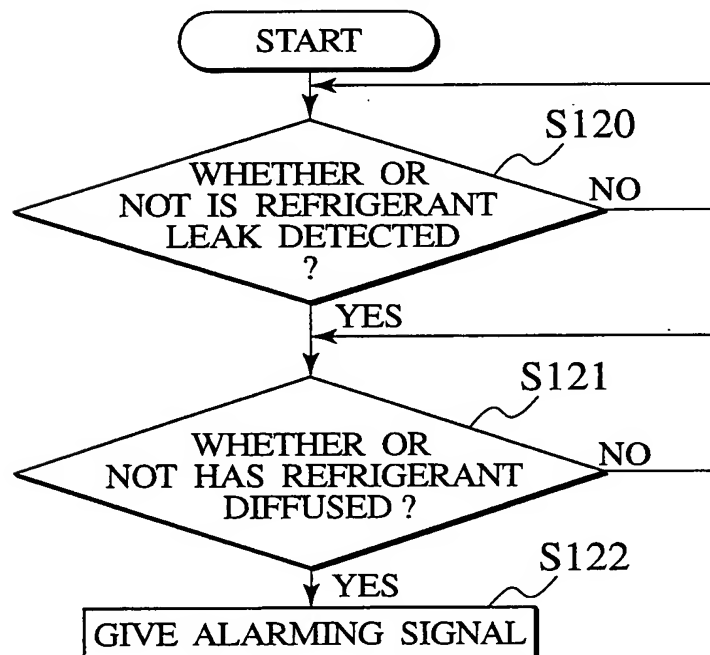 START
S120
WHETHER OR
NOT IS REFRIGERANT
LEAK DETECTED
?
NO
YES
S121
WHETHER OR
NOT HAS REFRIGERANT
DIFFUSED ?
NO
YES
S122
GIVE ALARMING SIGNAL